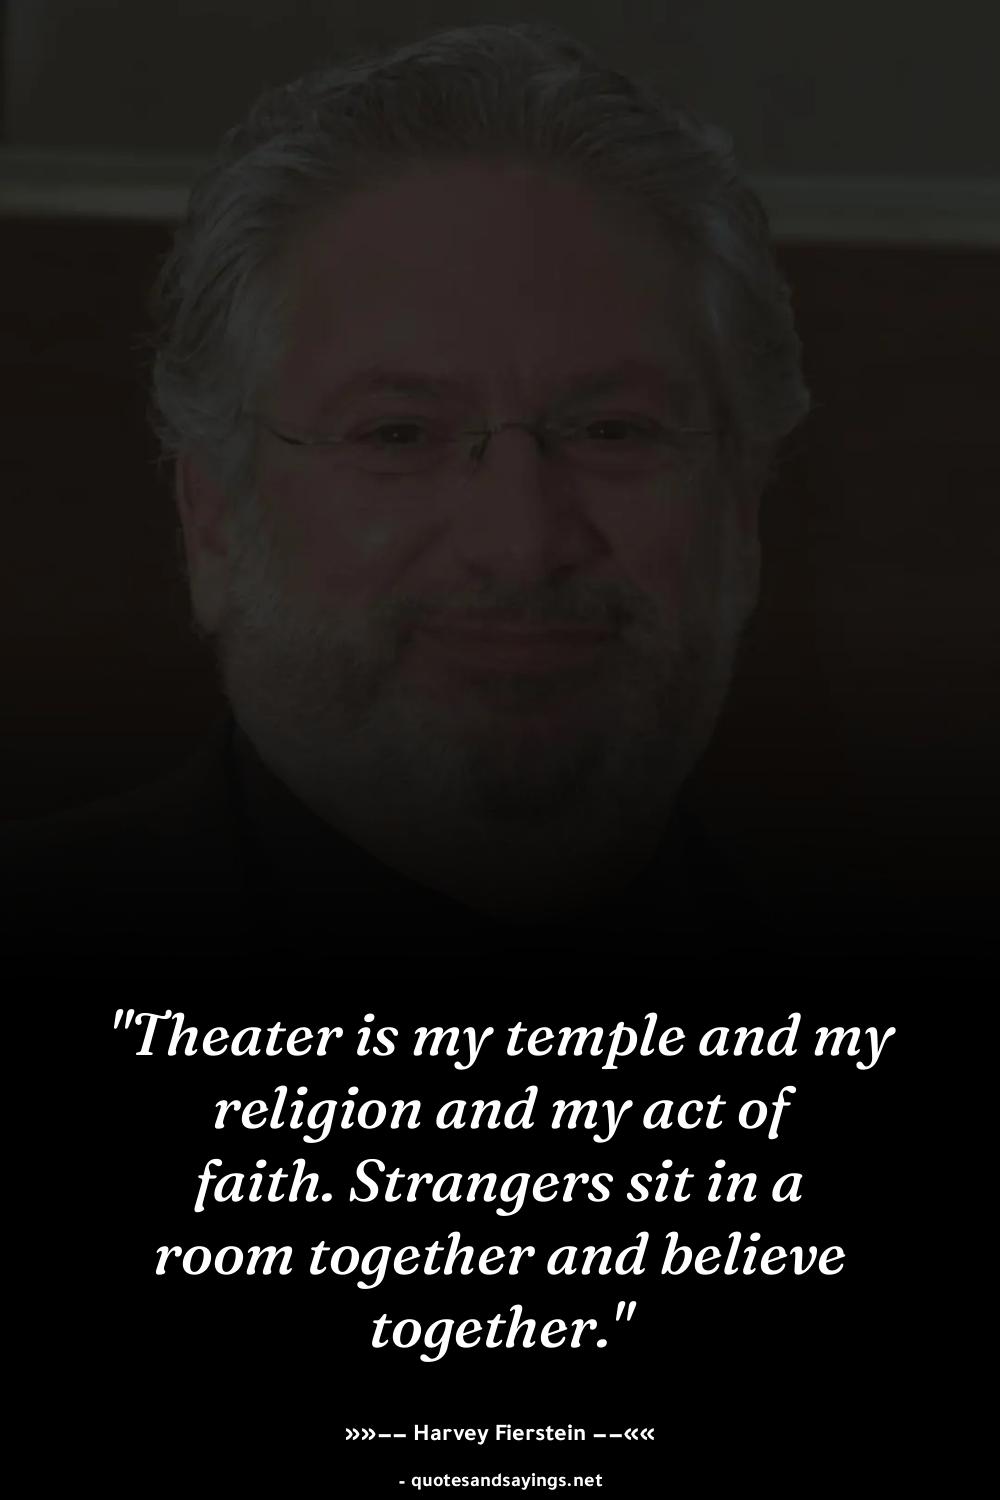 "Theater is my temple and my
religion and my act of
faith. Strangers sit in a
room together and believe
together."
»»-- Harvey Fierstein --««
- quotesandsayings.net